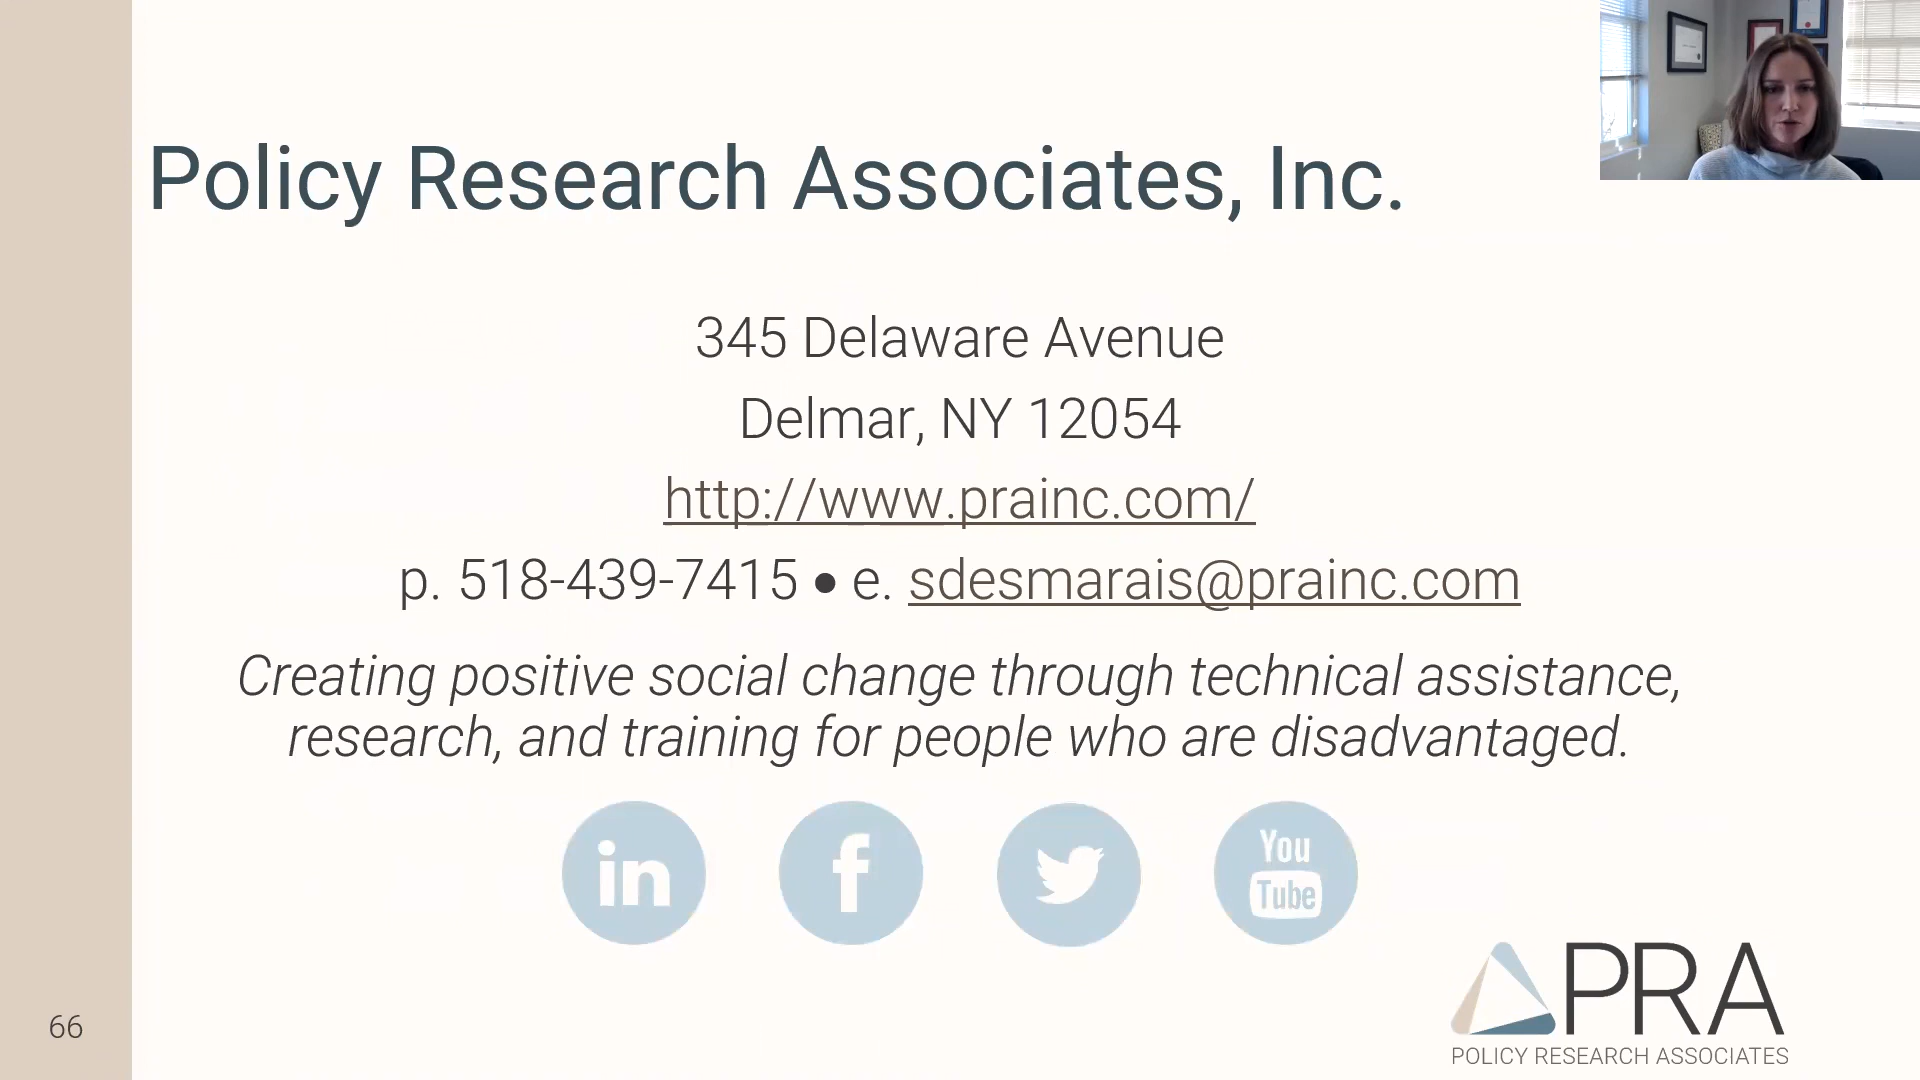 Policy Research Associates, Inc.
345 Delaware Avenue
Delmar, NY 12054
http://www.prainc.com/
p. 518-439-7415 • e. sdesmarais@prainc.com
Creating positive social change through technical assistance,
research, and training for people who are disadvantaged.
in
f
You
Tube
PRA
POLICY RESEARCH ASSOCIATES
66